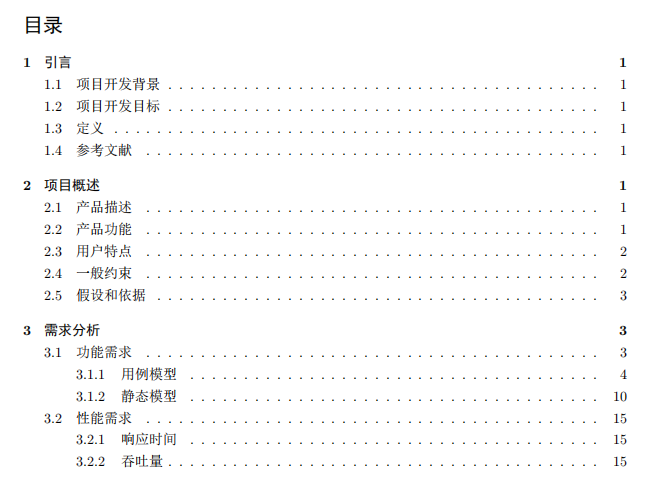 目录
1 引言 1
1.1 项目开发背景 . . . . . . . . . . . . . . . . . . . . . . . . . . . . . . . . . . . . . . . 1
1.2 项目开发目标 . . . . . . . . . . . . . . . . . . . . . . . . . . . . . . . . . . . . . . . 1
1.3 定义 . . . . . . . . . . . . . . . . . . . . . . . . . . . . . . . . . . . . . . . . . . . . 1
1.4 参考文献 . . . . . . . . . . . . . . . . . . . . . . . . . . . . . . . . . . . . . . . . . 1
2 项目概述 1
2.1 产品描述 . . . . . . . . . . . . . . . . . . . . . . . . . . . . . . . . . . . . . . . . . 1
2.2 产品功能 . . . . . . . . . . . . . . . . . . . . . . . . . . . . . . . . . . . . . . . . . 1
2.3 用户特点 . . . . . . . . . . . . . . . . . . . . . . . . . . . . . . . . . . . . . . . . . 2
2.4 一般约束 . . . . . . . . . . . . . . . . . . . . . . . . . . . . . . . . . . . . . . . . . 2
2.5 假设和依据 . . . . . . . . . . . . . . . . . . . . . . . . . . . . . . . . . . . . . . . . 3
3 需求分析 3
3.1 功能需求 . . . . . . . . . . . . . . . . . . . . . . . . . . . . . . . . . . . . . . . . . 3
3.1.1 用例模型 . . . . . . . . . . . . . . . . . . . . . . . . . . . . . . . . . . . . . 4
3.1.2 静态模型 . . . . . . . . . . . . . . . . . . . . . . . . . . . . . . . . . . . . . 10
3.2 性能需求 . . . . . . . . . . . . . . . . . . . . . . . . . . . . . . . . . . . . . . . . . 15
3.2.1 响应时间 . . . . . . . . . . . . . . . . . . . . . . . . . . . . . . . . . . . . . 15
3.2.2 吞吐量 . . . . . . . . . . . . . . . . . . . . . . . . . . . . . . . . . . . . . . . 15